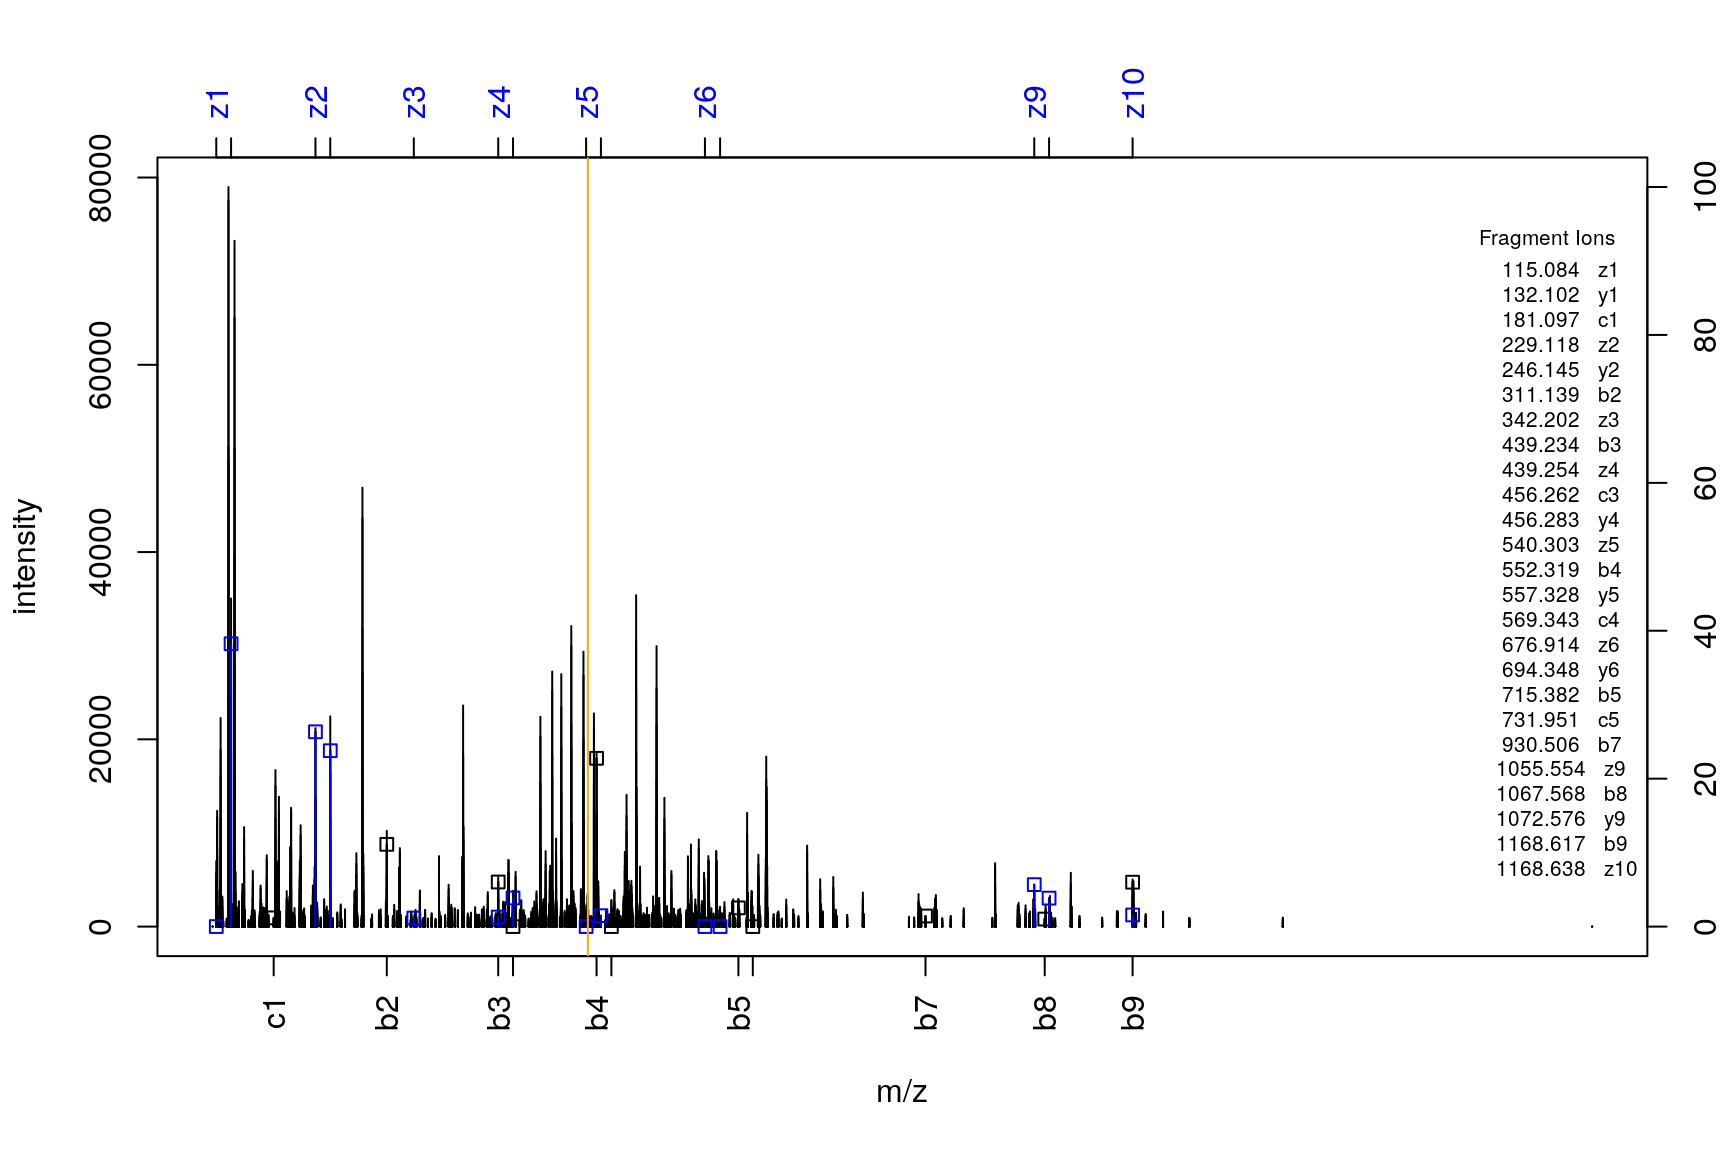 z1 z2 z3 z4 z5 z6 z9 z10
80000
60000
40000
20000
0
intensity
100
80
60
40
20
0
Fragment Ions
115.084 z1
132.102 y1
181.097 c1
229.118 z2
246.145 y2
311.139 b2
342.202 z3
439.234 b3
439.254 z4
456.262 c3
456.283 y4
540.303 z5
552.319 b4
557.328 y5
569.343 c4
676.914 z6
694.348 y6
715.382 b5
731.951 c5
930.506 b7
1055.554 z9
1067.568 b8
1072.576 y9
1168.617 b9
1168.638 z10
c1 b2 b3 b4 b5 b7 b8 b9
m/z